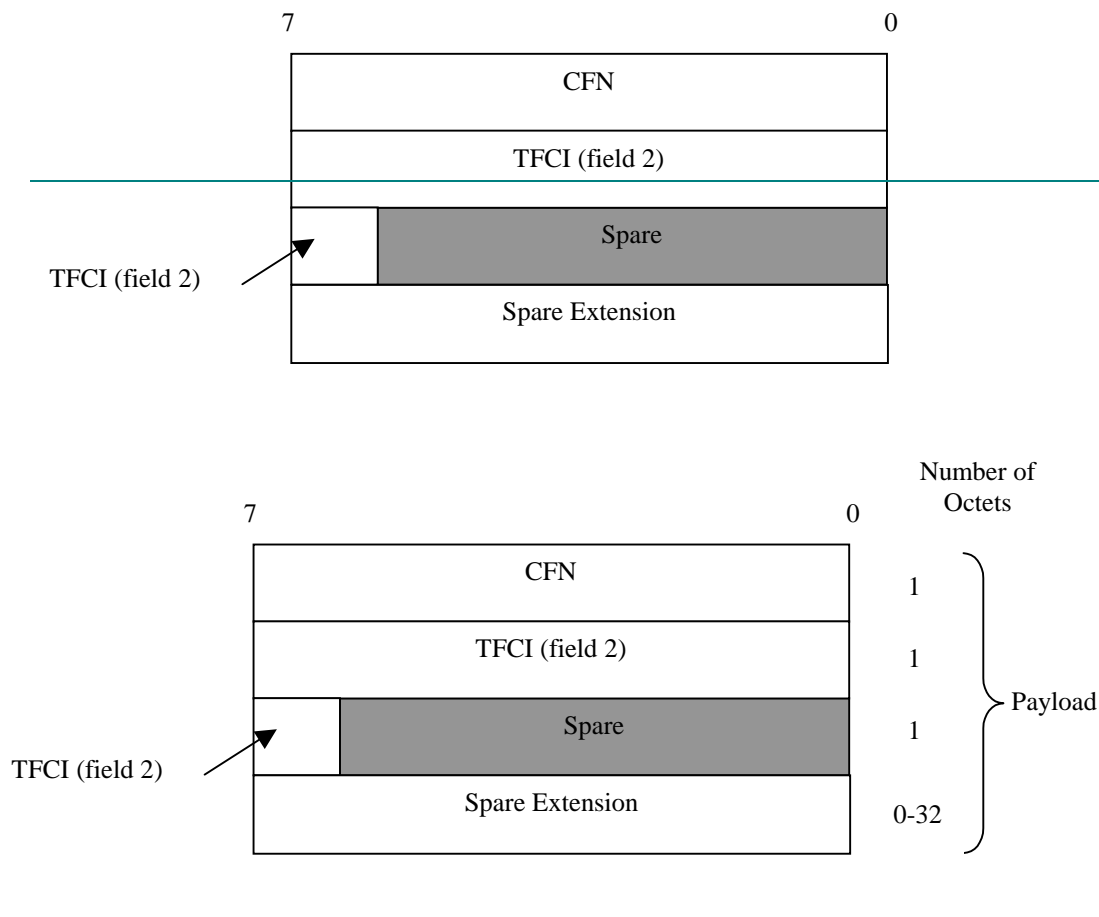 7 0
CFN
TFCI (field 2)
Spare
TFCI (field 2)
Spare Extension
Number of
Octets
7 0
CFN
1
TFCI (field 2)
1
Payload
Spare
1
TFCI (field 2)
Spare Extension
0-32